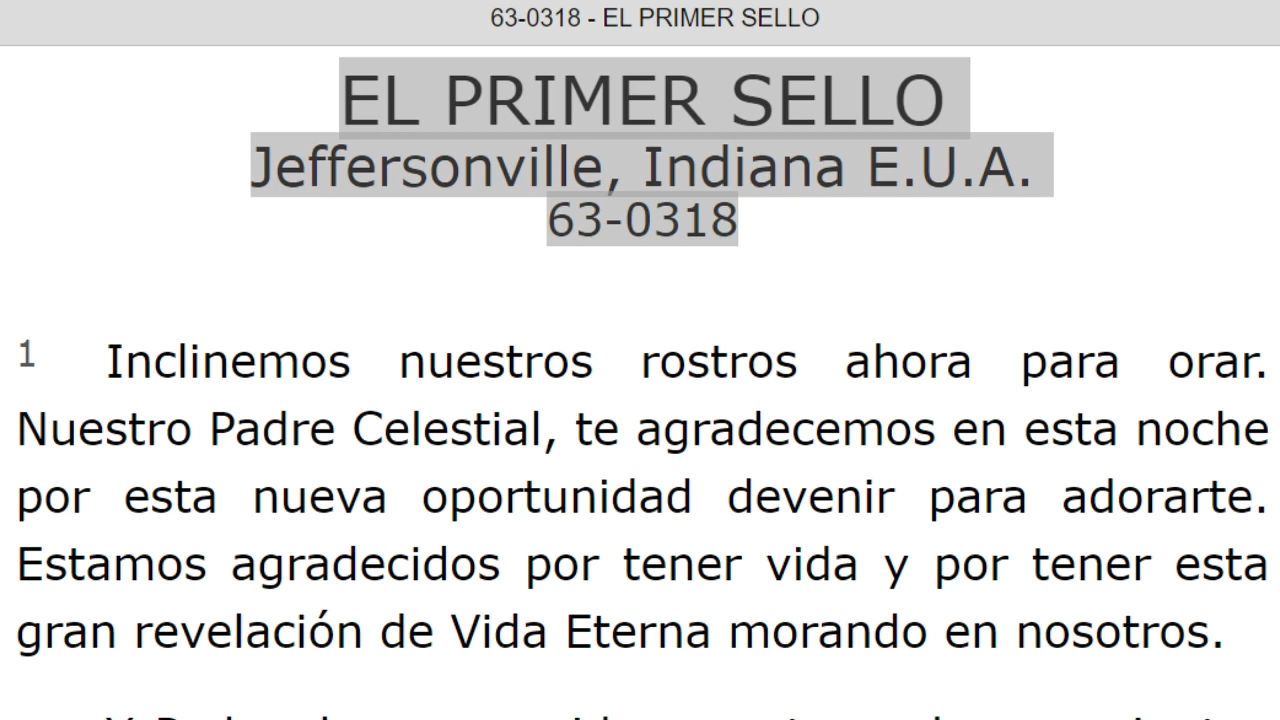 63-0318 - EL PRIMER SELLO
EL PRIMER SELLO
Jeffersonville, Indiana E.U.A.
63-0318
1 Inclinemos nuestros rostros ahora para orar.
Nuestro Padre Celestial, te agradecemos en esta noche
por esta nueva oportunidad devenir para adorarte.
Estamos agradecidos por tener vida y por tener esta
gran revelación de Vida Eterna morando en nosotros.